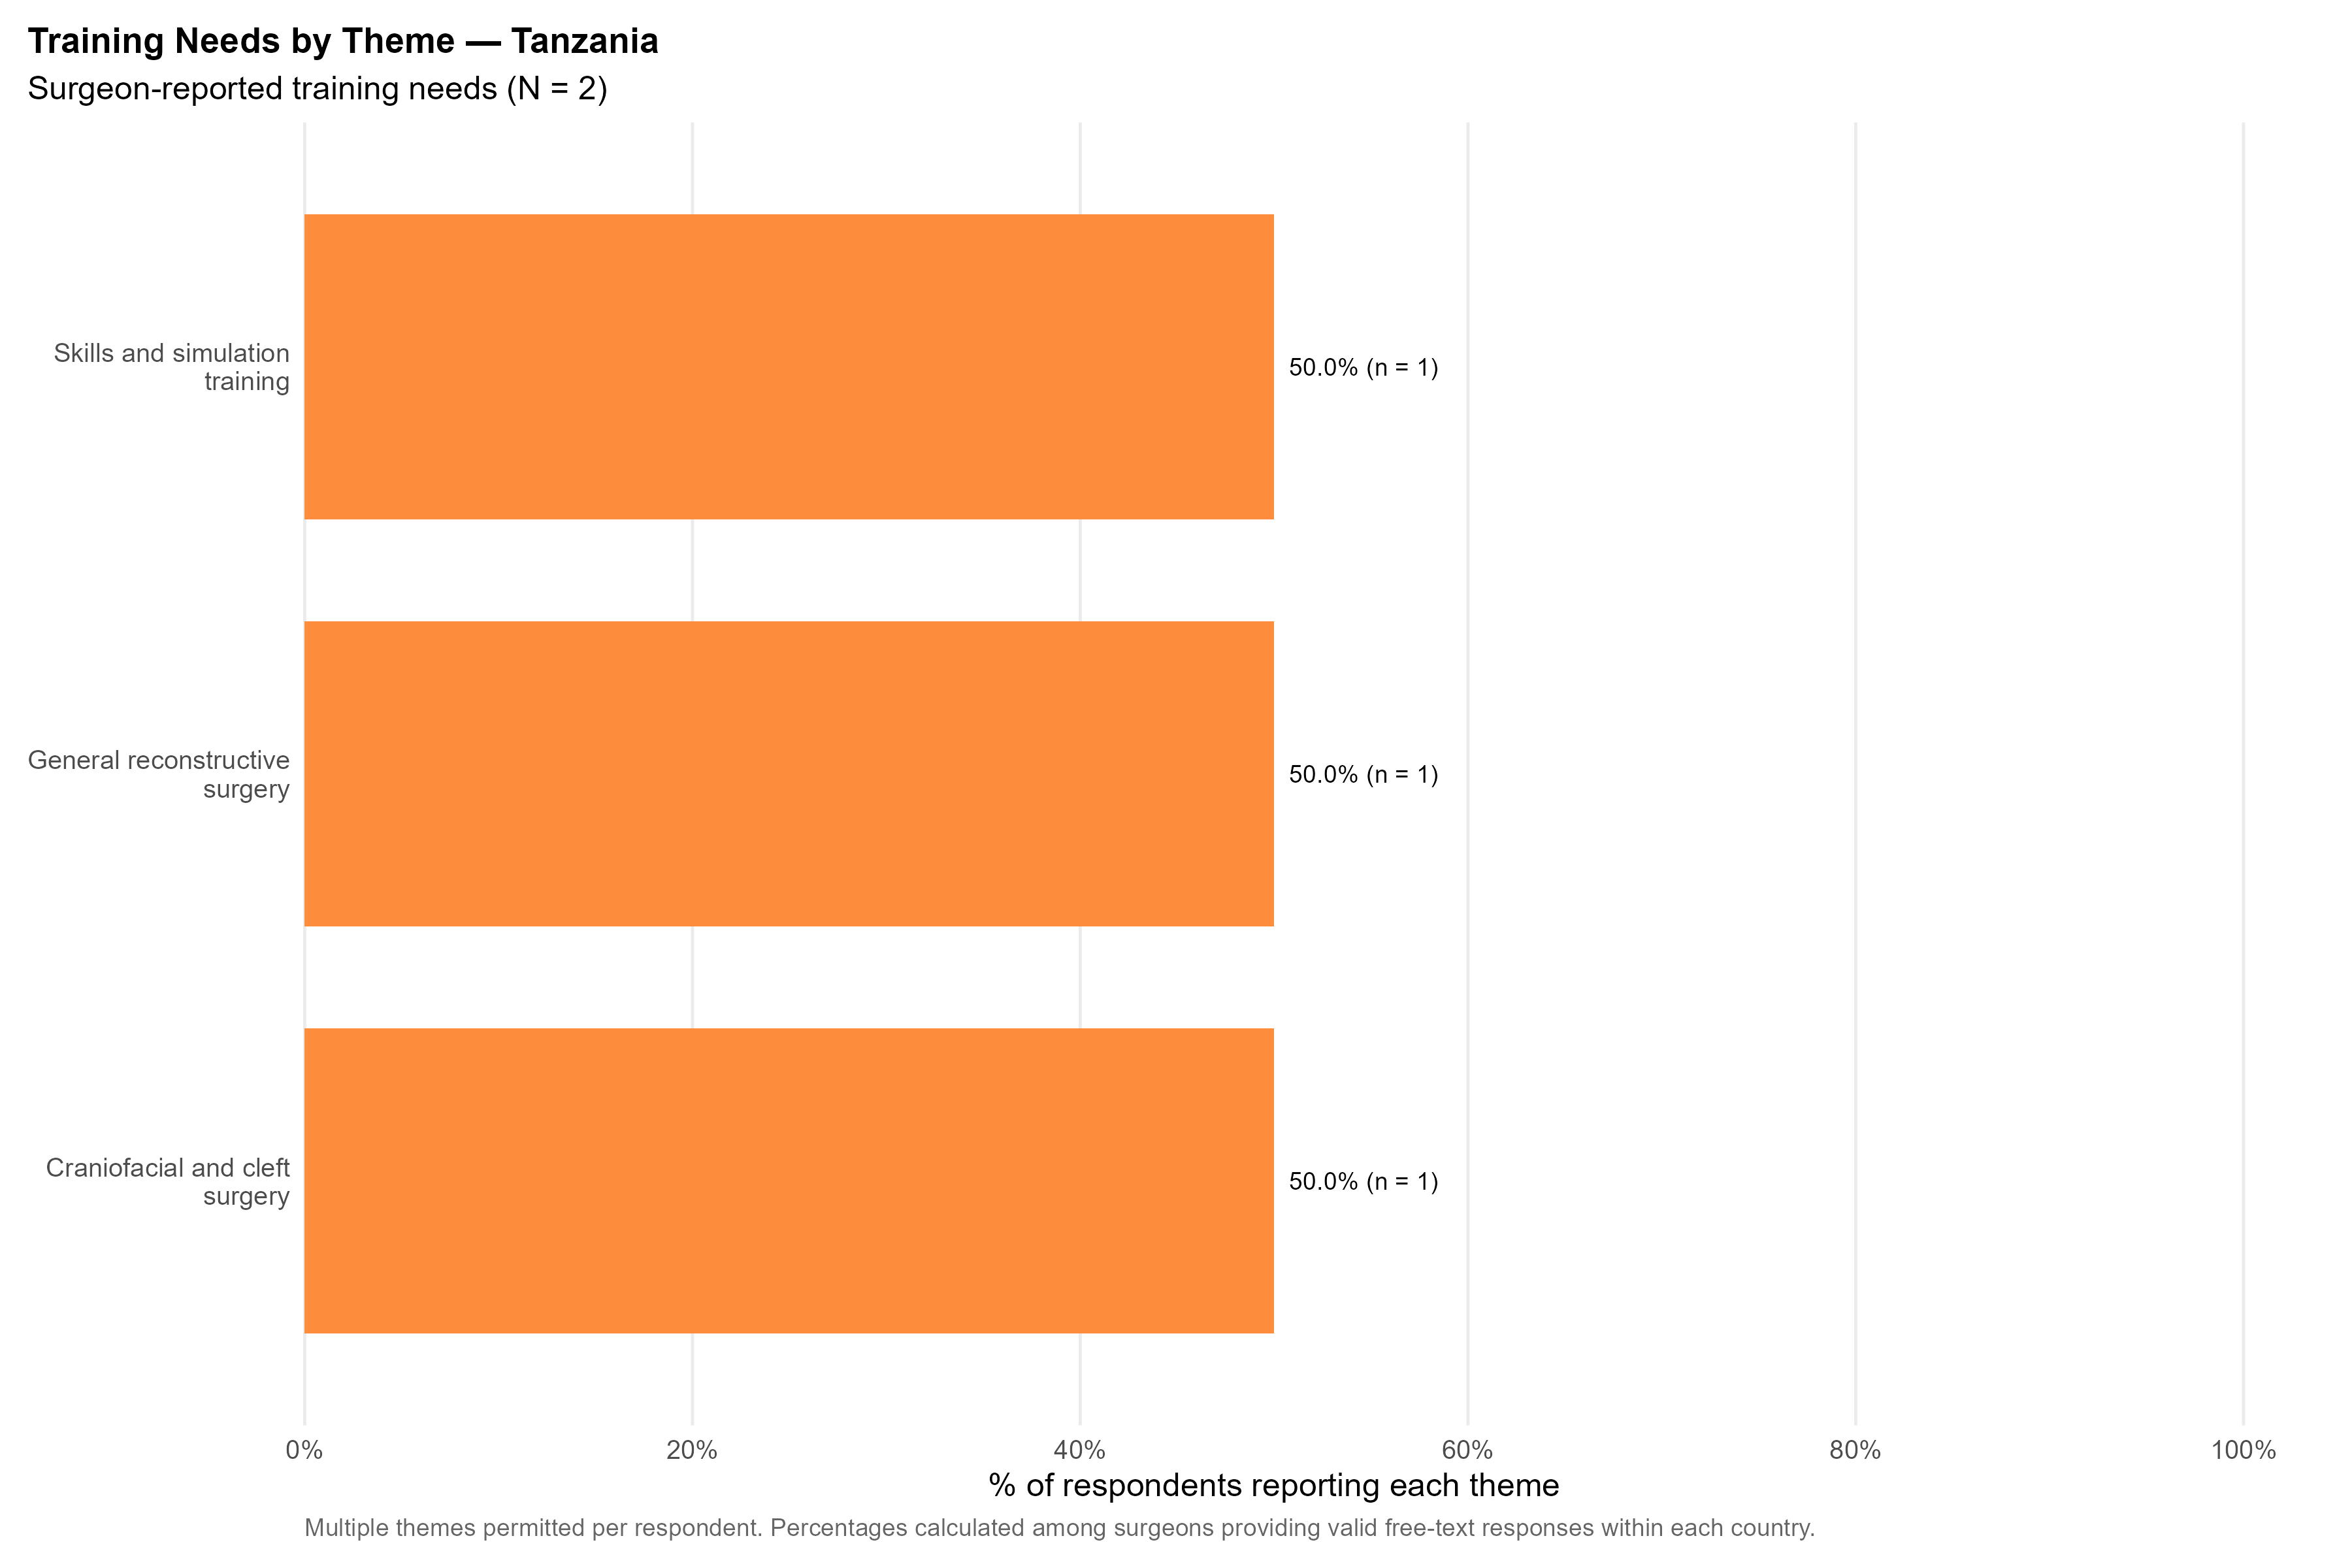 Training Needs by Theme — Tanzania
Surgeon-reported training needs (N = 2)
Skills and simulation
training
50.0% (n = 1)
General reconstructive
surgery
50.0% (n = 1)
Craniofacial and cleft
surgery
50.0% (n = 1)
0% 20% 40% 60% 80% 100%
% of respondents reporting each theme
Multiple themes permitted per respondent. Percentages calculated among surgeons providing valid free-text responses within each country.